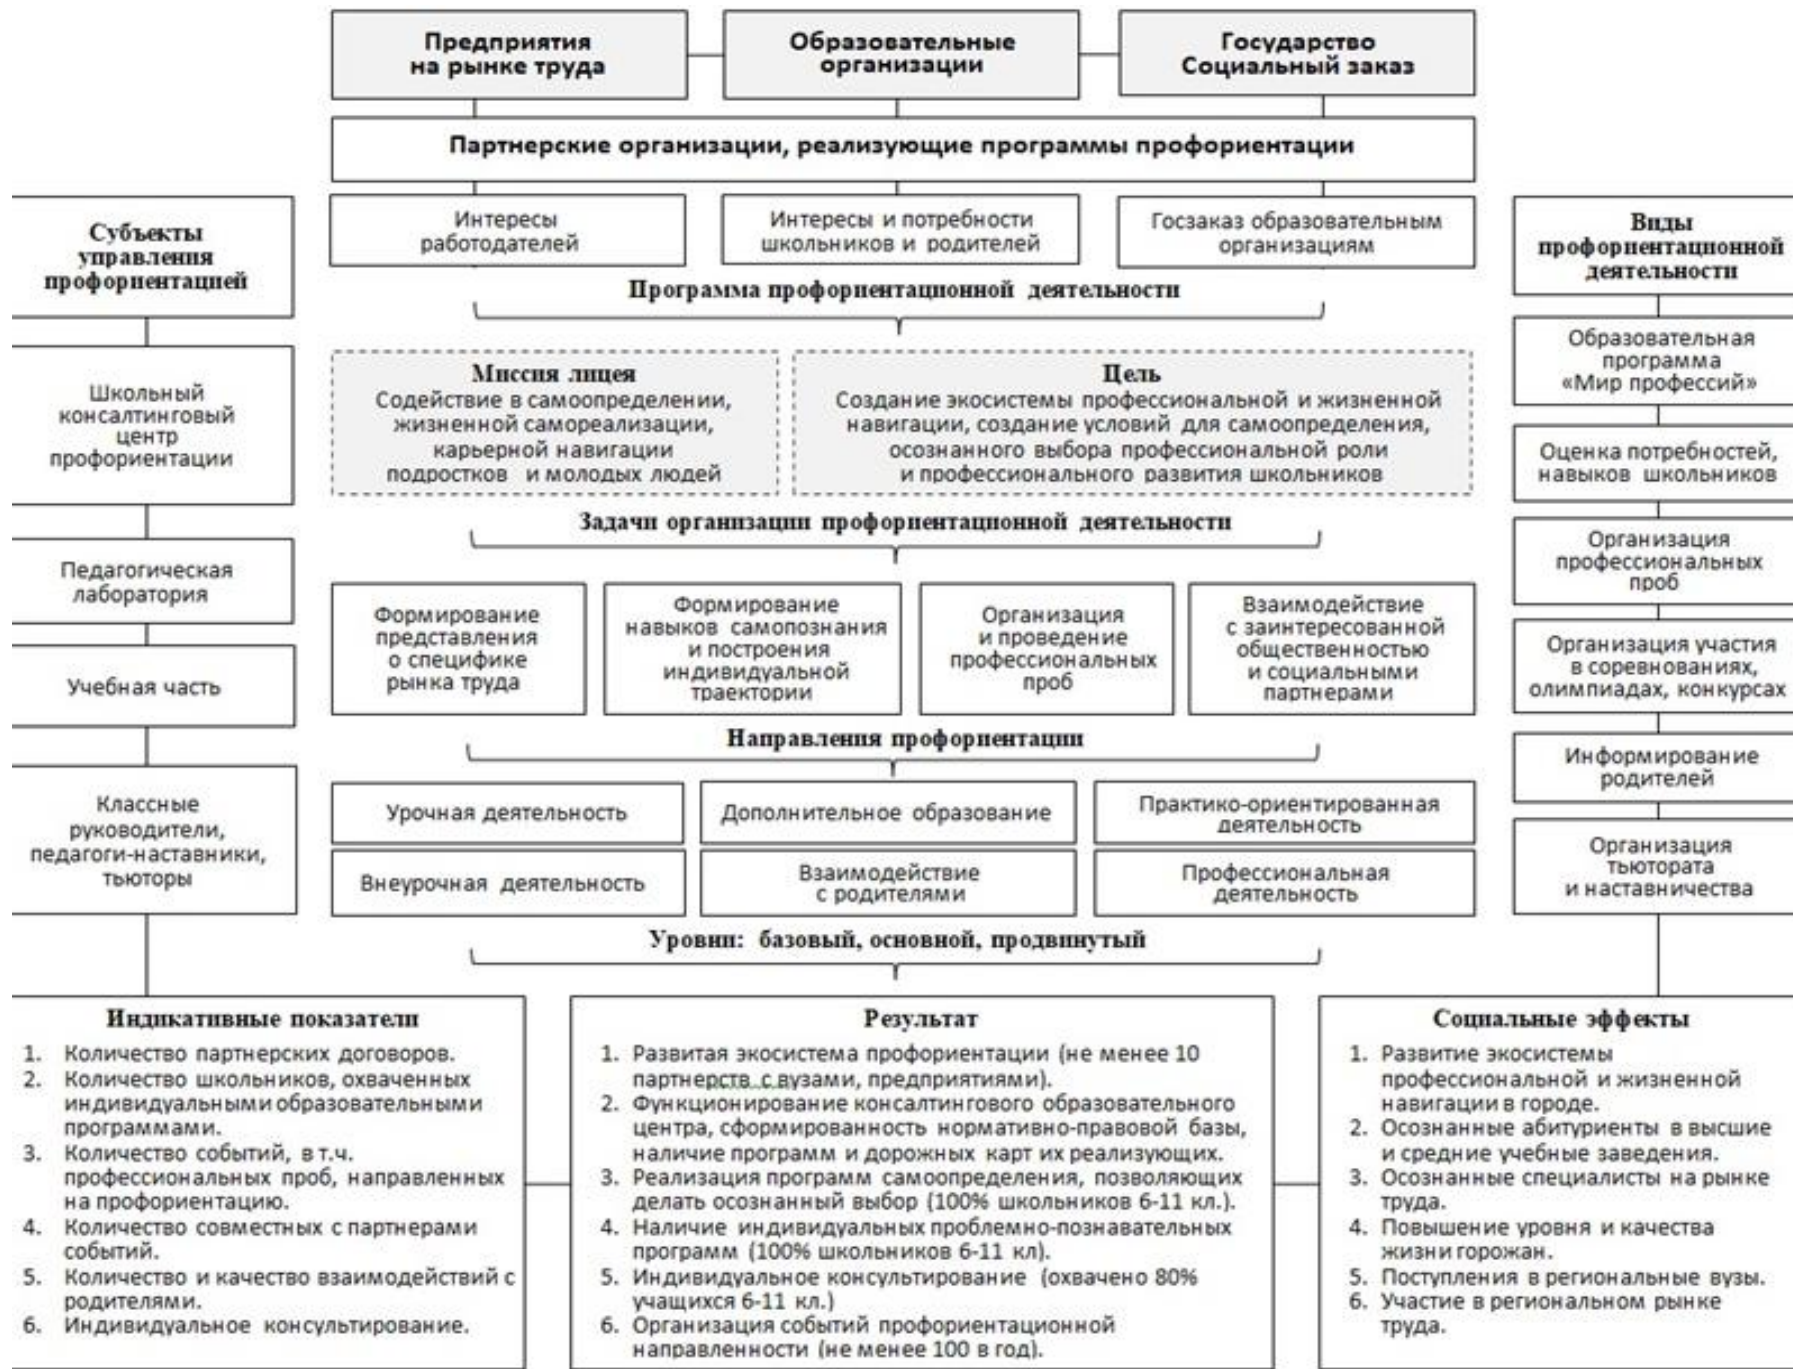 Предприятия
на рынке труда
Образовательные
организации
Государство
Социальный заказ
Партнерские организации, реализующие программы профориентации
Интересы
работодателей
Интересы и потребности
школьников и родителей
Госзаказ образовательным
организациям
Субъекты
управления
профориентацией
Школьный
консалтинговый
центр
профориентации
Педагогическая
лаборатория
Учебная часть
Классные
руководители,
педагоги-наставники,
тьюторы
Программа профориентационной деятельности
Миссия лицея
Содействие в самоопределении,
жизненной самореализации,
карьерной навигации
подростков и молодых людей
Цель
Создание экосистемы профессиональной и жизненной
навигации, создание условий для самоопределения,
осознанного выбора профессиональной роли
и профессионального развития школьников
Задачи организации профориентационной деятельности
Формирование
представления
о специфике
рынка труда
Формирование
навыков самопознания
и построения
индивидуальной
траектории
Организация
и проведение
профессиональных
проб
Взаимодействие
с заинтересованной
общественностью
и социальными
партнерами
Направления профориентации
Урочная деятельность
Дополнительное образование
Практико-ориентированная
деятельность
Внеурочная деятельность
Взаимодействие
с родителями
Профессиональная
деятельность
Уровни: базовый, основной, продвинутый
Виды
профориентационной
деятельности
Образовательная
программа
«Мир профессий»
Оценка потребностей,
навыков школьников
Организация
профессиональных
проб
Организация участия
в соревнованиях,
олимпиадах, конкурсах
Информирование
родителей
Организация
тьютората
и наставничества
Индикативные показатели
1. Количество партнерских договоров.
2. Количество школьников, охваченных
индивидуальными образовательными
программами.
3. Количество событий, в т.ч.
профессиональных проб, направленных
на профориентацию.
4. Количество совместных с партнерами
событий.
5. Количество и качество взаимодействий с
родителями.
6. Индивидуальное консультирование.
Результат
1. Развитая экосистема профориентации (не менее 10
партнерств с вузами, предприятиями).
2. Функционирование консалтингового образовательного
центра, сформированность нормативно-правовой базы,
наличие программ и дорожных карт их реализующих.
3. Реализация программ самоопределения, позволяющих
делать осознанный выбор (100% школьников 6-11 кл.).
4. Наличие индивидуальных проблемно-познавательных
программ (100% школьников 6-11 кл).
5. Индивидуальное консультирование (охвачено 80%
учащихся 6-11 кл.)
6. Организация событий профориентационной
направленности (не менее 100 в год).
Социальные эффекты
1. Развитие экосистемы
профессиональной и жизненной
навигации в городе.
2. Осознанные абитуриенты в высшие
и средние учебные заведения.
3. Осознанные специалисты на рынке
труда.
4. Повышение уровня и качества
жизни горожан.
5. Поступления в региональные вузы.
6. Участие в региональном рынке
труда.